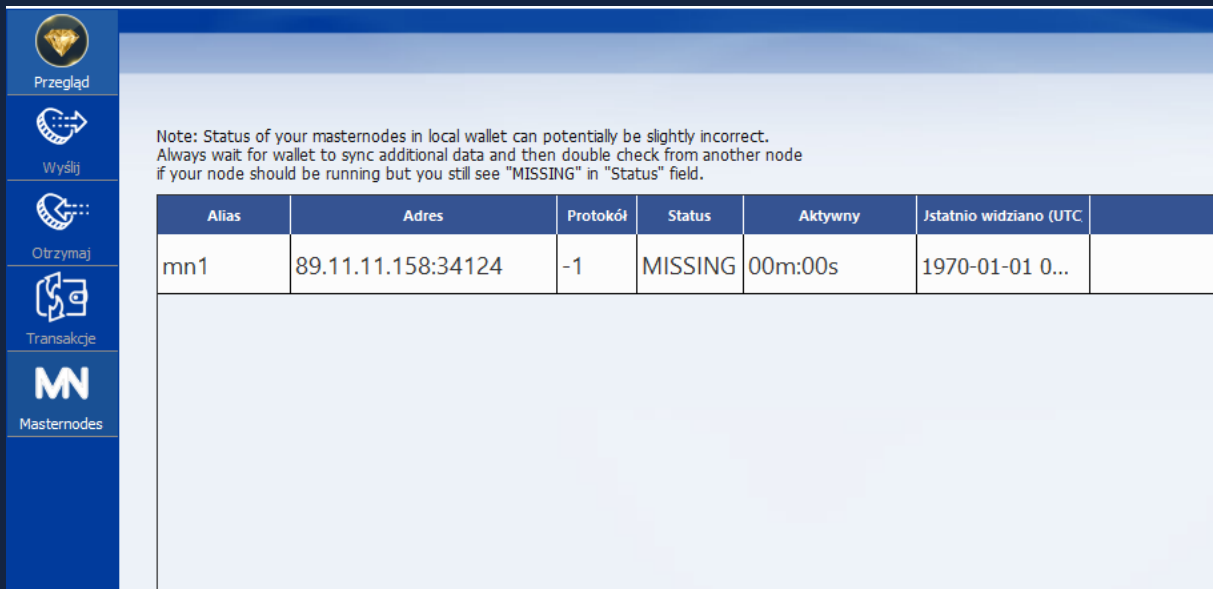 Przegląd
Wyślij
Otrzymaj
Transakcje
MN
Masternodes
Note: Status of your masternodes in local wallet can potentially be slightly incorrect.
Always wait for wallet to sync additional data and then double check from another node
if your node should be running but you still see "MISSING" in "Status" field.
Alias Adres Protokół Status Aktywny Jstatnio widziano (UTC
mn1 89.11.11.158:34124 -1 MISSING 00m:00s 1970-01-01 0...